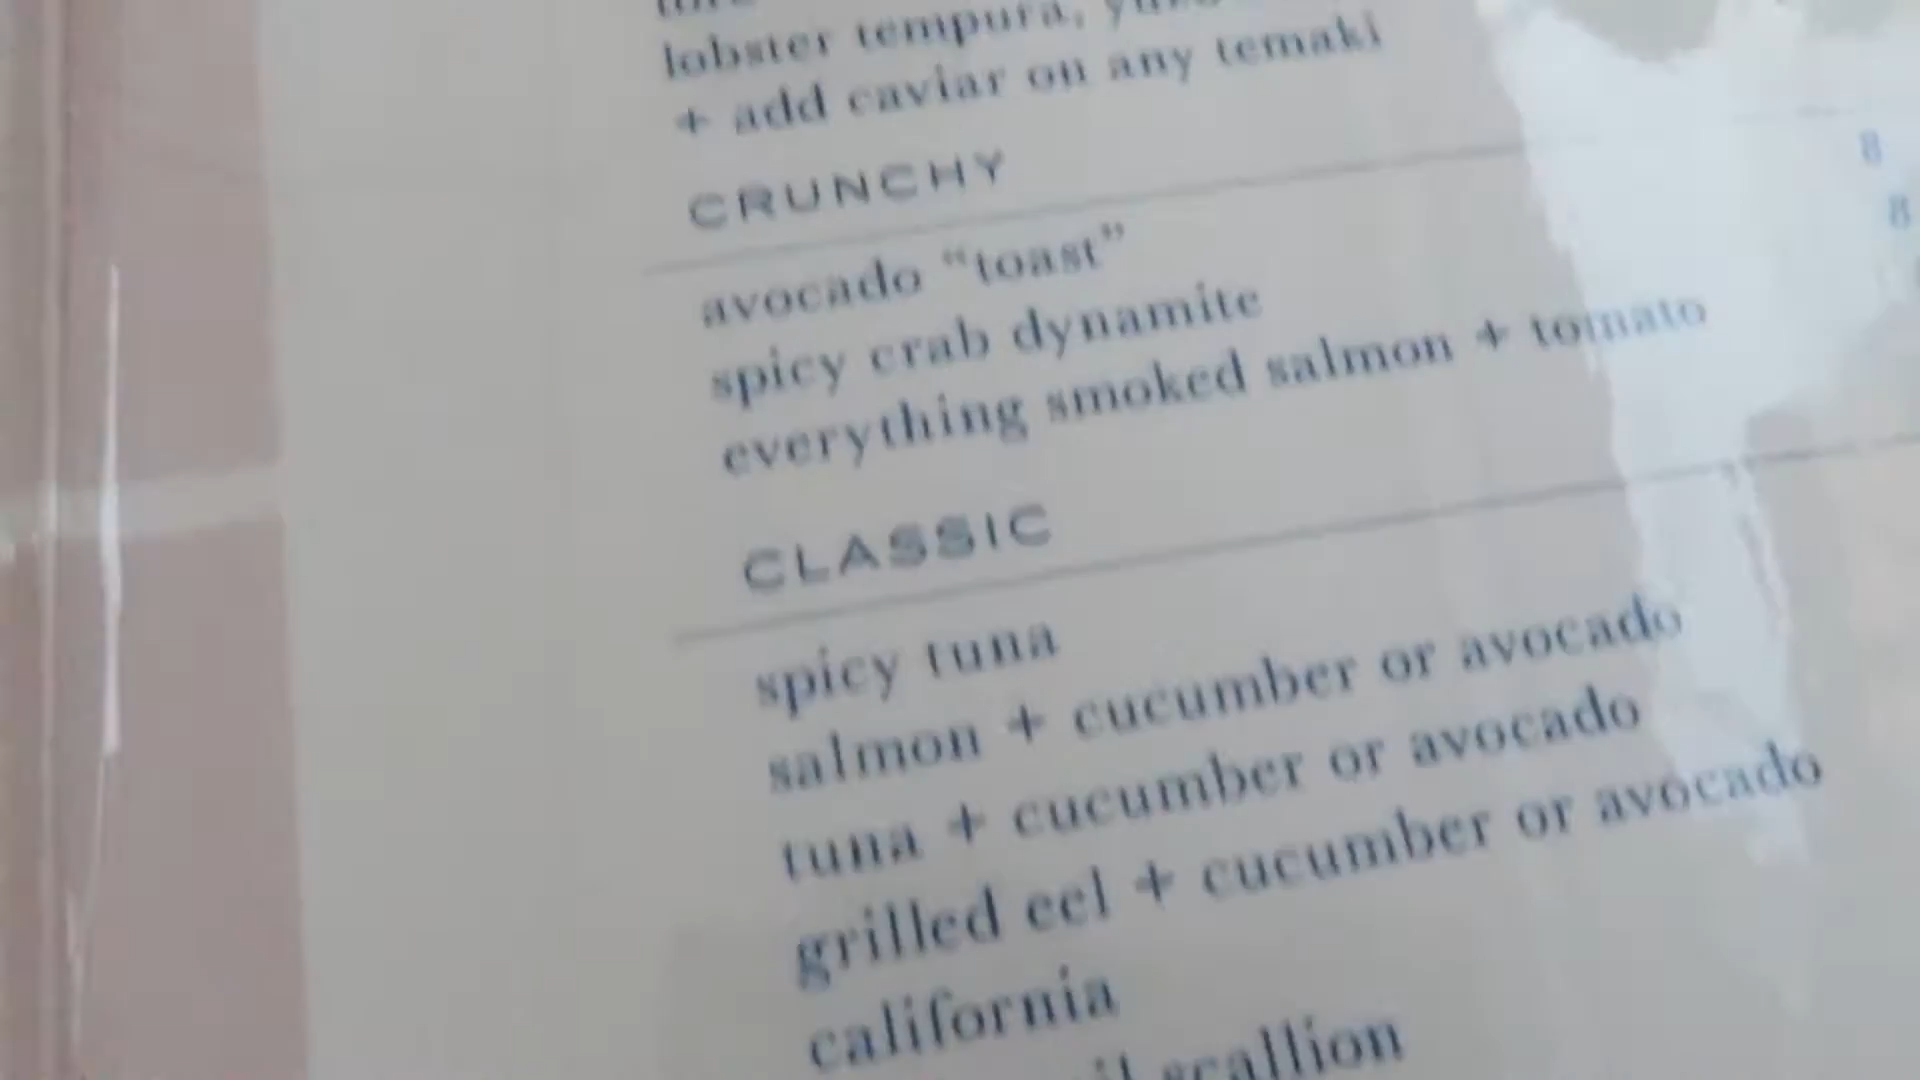 lobster tempura,
+ add caviar on any temaki
CRUNCHY
avocado “toast” 8
spicy crab dynamite 8
everything smoked salmon + tomato
CLASSIC
spicy tuna
salmon + cucumber or avocado
tuna + cucumber or avocado
grilled eel + cucumber or avocado
california
scallion